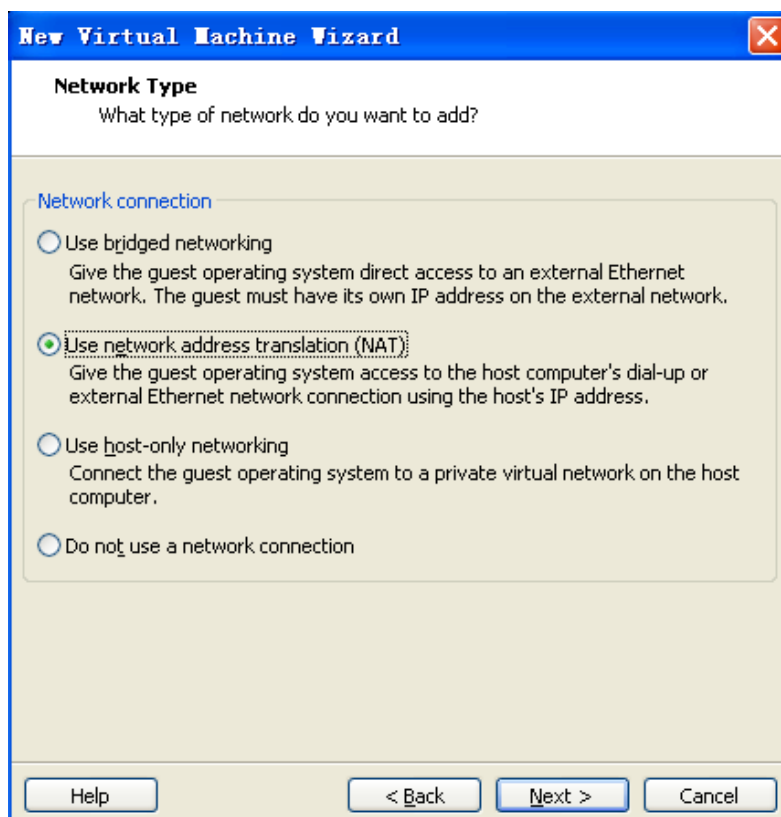 New Virtual Machine Wizard
Network Type
What type of network do you want to add?
Network connection
Use bridged networking
Give the guest operating system direct access to an external Ethernet
network. The guest must have its own IP address on the external network.
Use network address translation (NAT)
Give the guest operating system access to the host computer's dial-up or
external Ethernet network connection using the host's IP address.
Use host-only networking
Connect the guest operating system to a private virtual network on the host
computer.
Do not use a network connection
Help < Back Next > Cancel